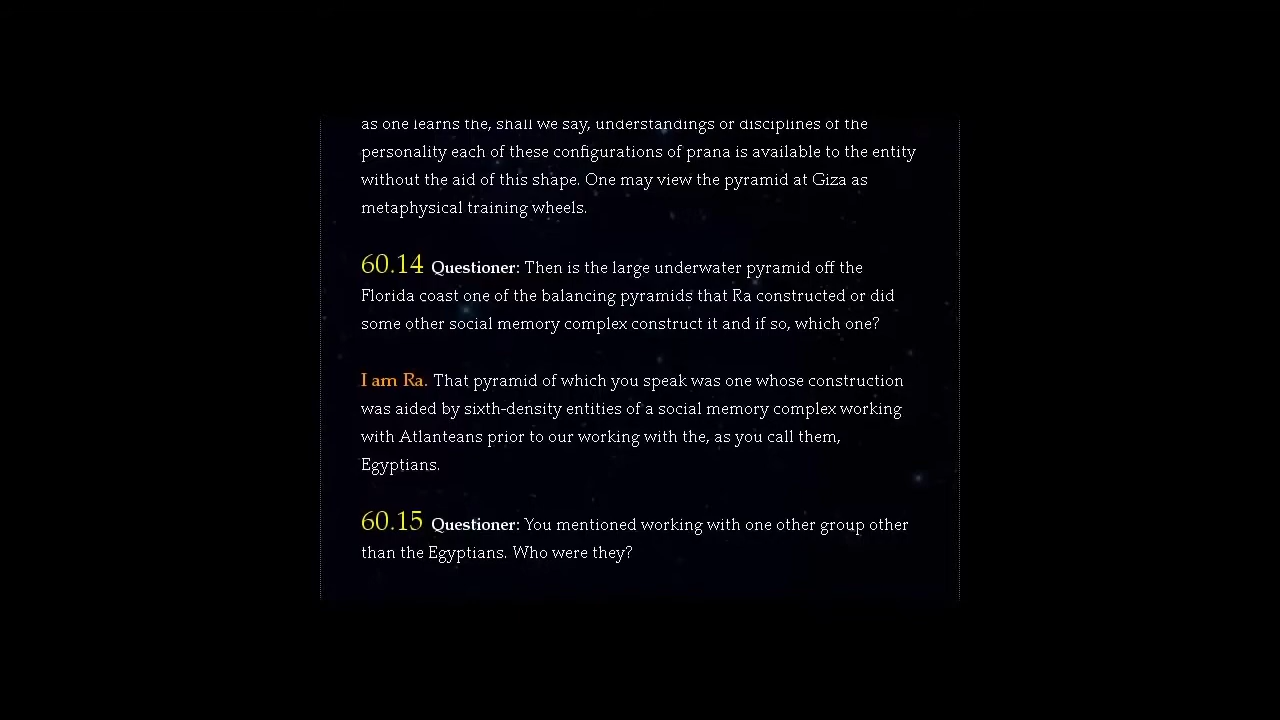 as one learns the, shall we say, understandings or disciplines of the
personality each of these configurations of prana is available to the entity
without the aid of this shape. One may view the pyramid at Giza as
metaphysical training wheels.
60.14 Questioner: Then is the large underwater pyramid off the
Florida coast one of the balancing pyramids that Ra constructed or did
some other social memory complex construct it and if so, which one?
I am Ra. That pyramid of which you speak was one whose construction
was aided by sixth-density entities of a social memory complex working
with Atlanteans prior to our working with the, as you call them,
Egyptians.
60.15 Questioner: You mentioned working with one other group other
than the Egyptians. Who were they?